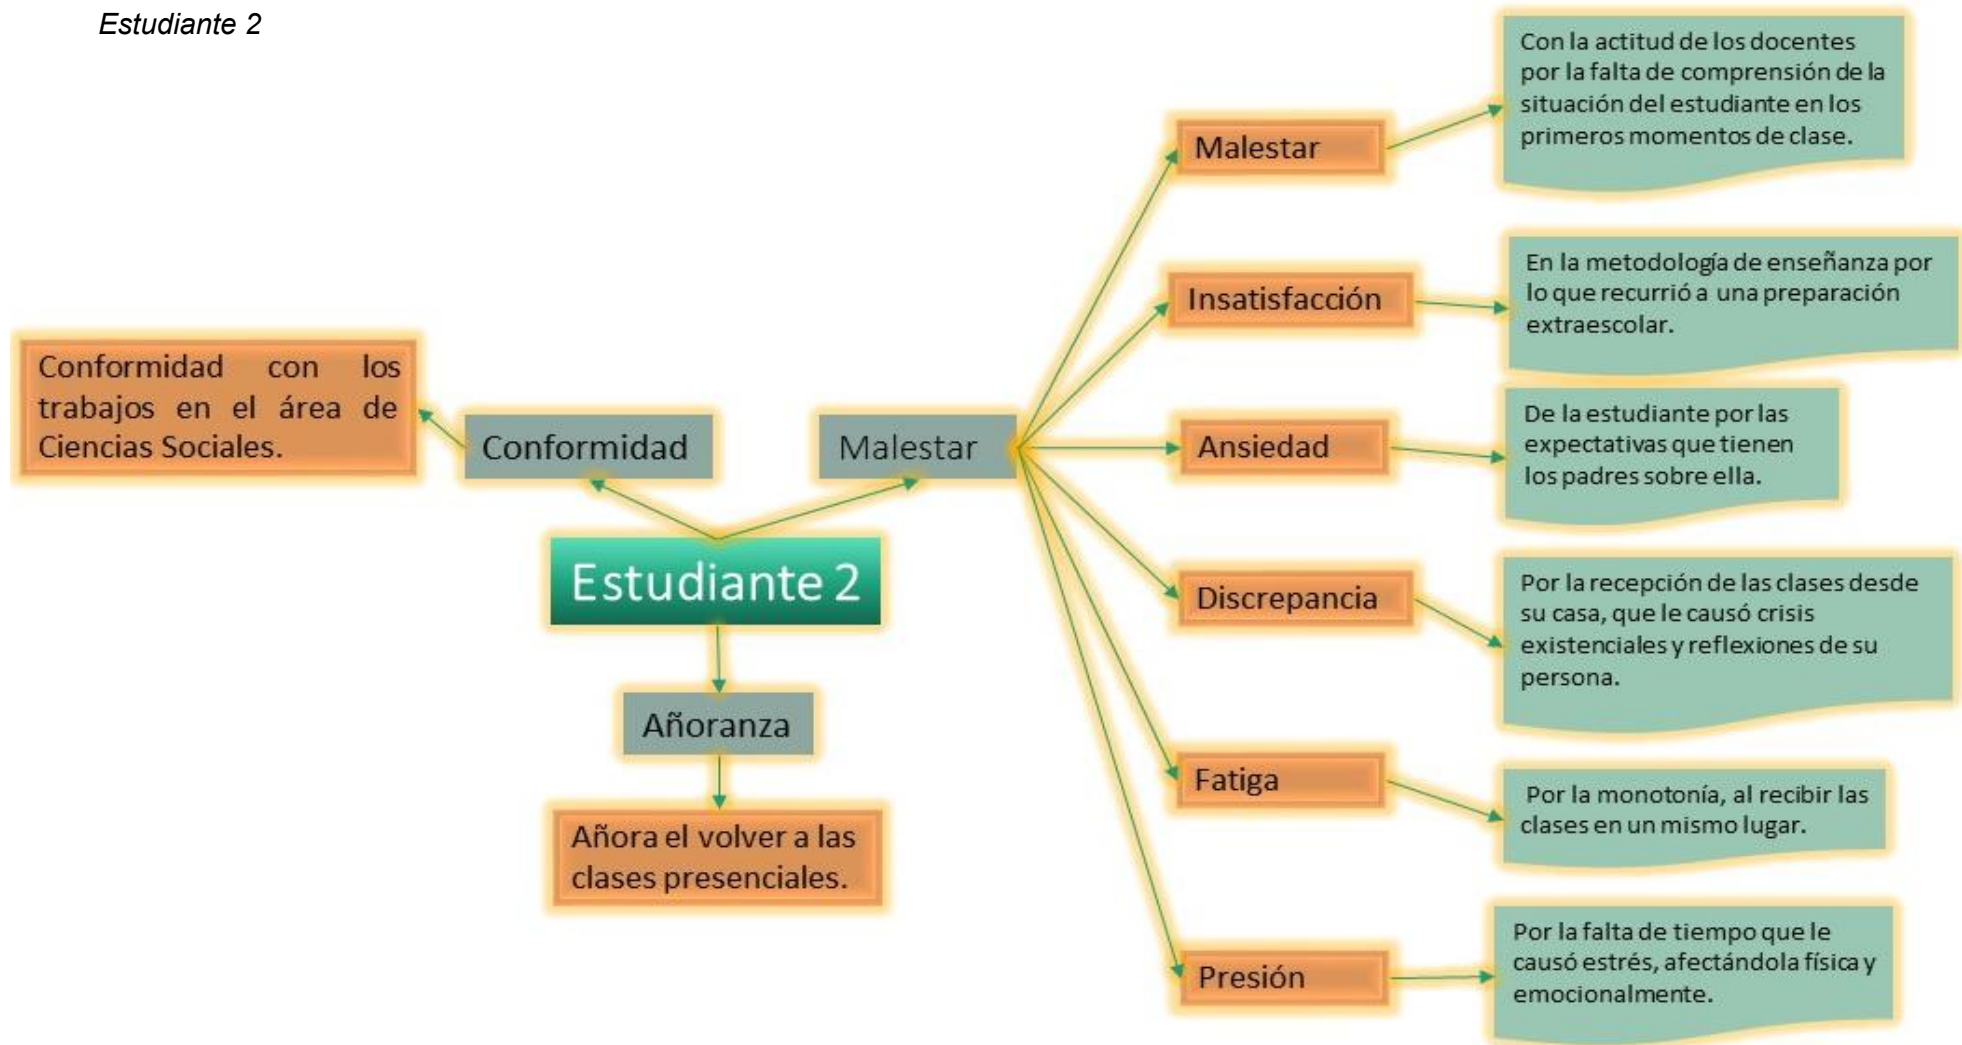 Estudiante 2
Conformidad con los
trabajos en el área de
Ciencias Sociales.
Conformidad
Malestar
Estudiante 2
Añoranza
Añora el volver a las
clases presenciales.
Malestar
Con la actitud de los docentes
por la falta de comprensión de la
situación del estudiante en los
primeros momentos de clase.
Insatisfacción
En la metodología de enseñanza por
lo que recurrió a una preparación
extraescolar.
Ansiedad
De la estudiante por las
expectativas que tienen
los padres sobre ella.
Discrepancia
Por la recepción de las clases desde
su casa, que le causó crisis
existenciales y reflexiones de su
persona.
Fatiga
Por la monotonía, al recibir las
clases en un mismo lugar.
Presión
Por la falta de tiempo que le
causó estrés, afectándola física y
emocionalmente.